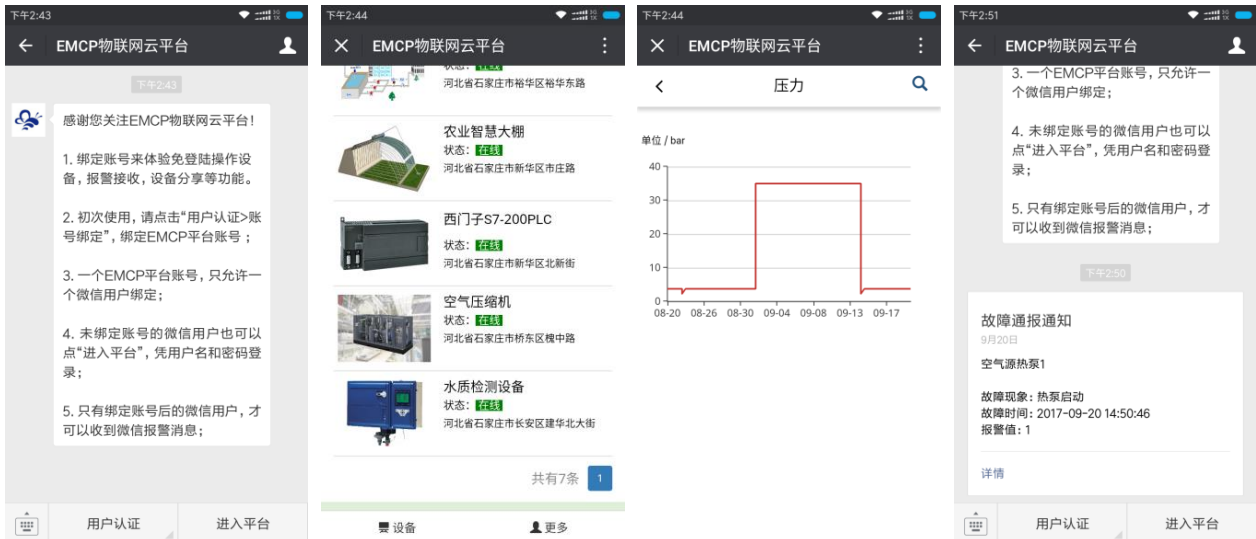 下午2:43
EMCP物联网云平台
下午2:43
感谢您关注EMCP物联网云平台!
1. 绑定账号来体验免登陆操作设
备，报警接收，设备分享等功能。
2. 初次使用，请点击“用户认证>账
号绑定”，绑定EMCP平台账号；
3. 一个EMCP平台账号，只允许一
个微信用户绑定；
4. 未绑定账号的微信用户也可以
点“进入平台”，凭用户名和密码登
录；
5. 只有绑定账号后的微信用户，才
可以收到微信报警消息；
用户认证
进入平台
下午2:44
EMCP物联网云平台
状态：在线
河北省石家庄市裕华区裕华东路
农业智慧大棚
状态：在线
河北省石家庄市新华区市庄路
西门子S7-200PLC
状态：在线
河北省石家庄市新华区北新街
空气压缩机
状态：在线
河北省石家庄市桥东区槐中路
水质检测设备
状态：在线
河北省石家庄市长安区建华北大街
共有7条 1
设备
更多
下午2:44
EMCP物联网云平台
压力
单位 / bar
40
30
20
10
0
08-20 08-26 08-30 09-04 09-08 09-13 09-17
下午2:51
EMCP物联网云平台
3. 一个EMCP平台账号，只允许一
个微信用户绑定；
4. 未绑定账号的微信用户也可以
点“进入平台”，凭用户名和密码登
录；
5. 只有绑定账号后的微信用户，才
可以收到微信报警消息；
下午2:50
故障通报通知
9月20日
空气源热泵1
故障现象：热泵启动
故障时间：2017-09-20 14:50:46
报警值：1
详情
用户认证
进入平台